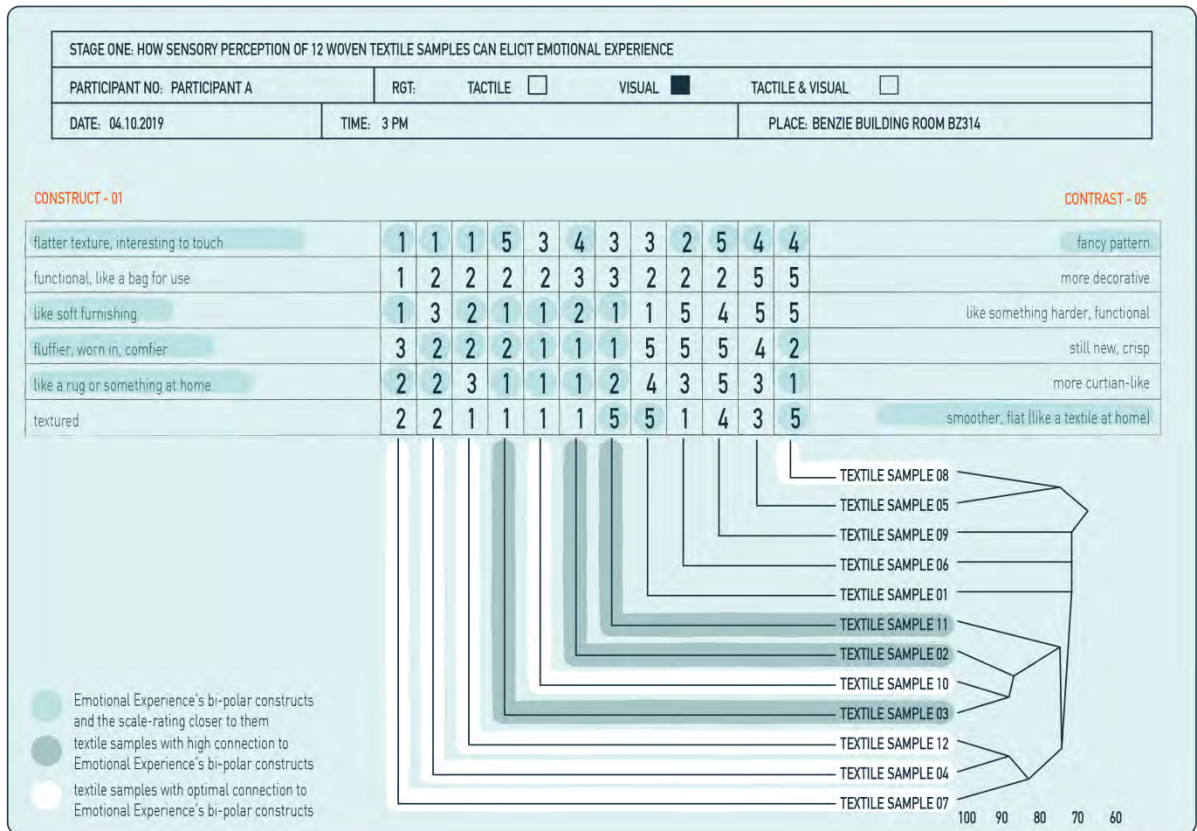 STAGE ONE: HOW SENSORY PERCEPTION OF 12 WOVEN TEXTILE SAMPLES CAN ELICIT EMOTIONAL EXPERIENCE
PARTICIPANT NO: PARTICIPANT A RGT: TACTILE VISUAL TACTILE & VISUAL
DATE: 04.10.2019 TIME: 3 PM PLACE: BENZIE BUILDING ROOM BZ314
CONSTRUCT - 01 CONTRAST - 05
flatter texture, interesting to touch 1 1 1 5 3 4 3 3 2 5 4 4 fancy pattern
functional, like a bag for use 1 2 2 2 2 3 3 2 2 2 5 5 more decorative
like soft furnishing 1 3 2 1 1 2 1 1 5 4 5 5 like something harder, functional
fluffier, worn in, comfier 3 2 2 2 1 1 1 5 5 5 4 2 still new, crisp
like a rug or something at home 2 2 3 1 1 1 2 4 3 5 3 1 more curtian-like
textured 2 2 1 1 1 1 5 5 1 4 3 5 smoother, flat (like a textile at home)
TEXTILE SAMPLE 08
TEXTILE SAMPLE 05
TEXTILE SAMPLE 09
TEXTILE SAMPLE 06
TEXTILE SAMPLE 01
TEXTILE SAMPLE 11
TEXTILE SAMPLE 02
TEXTILE SAMPLE 10
TEXTILE SAMPLE 03
TEXTILE SAMPLE 12
TEXTILE SAMPLE 04
TEXTILE SAMPLE 07
100 90 80 70 60
Emotional Experience's bi-polar constructs
and the scale-rating closer to them
textile samples with high connection to
Emotional Experience's bi-polar constructs
textile samples with optimal connection to
Emotional Experience's bi-polar constructs